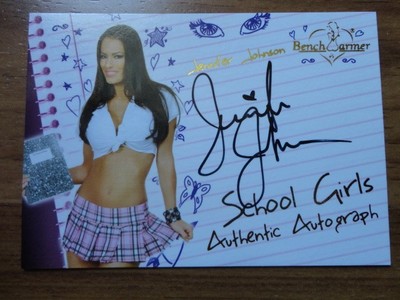 Jennifer Johnson
BenchWarmer
School Girls
Authentic Autograph